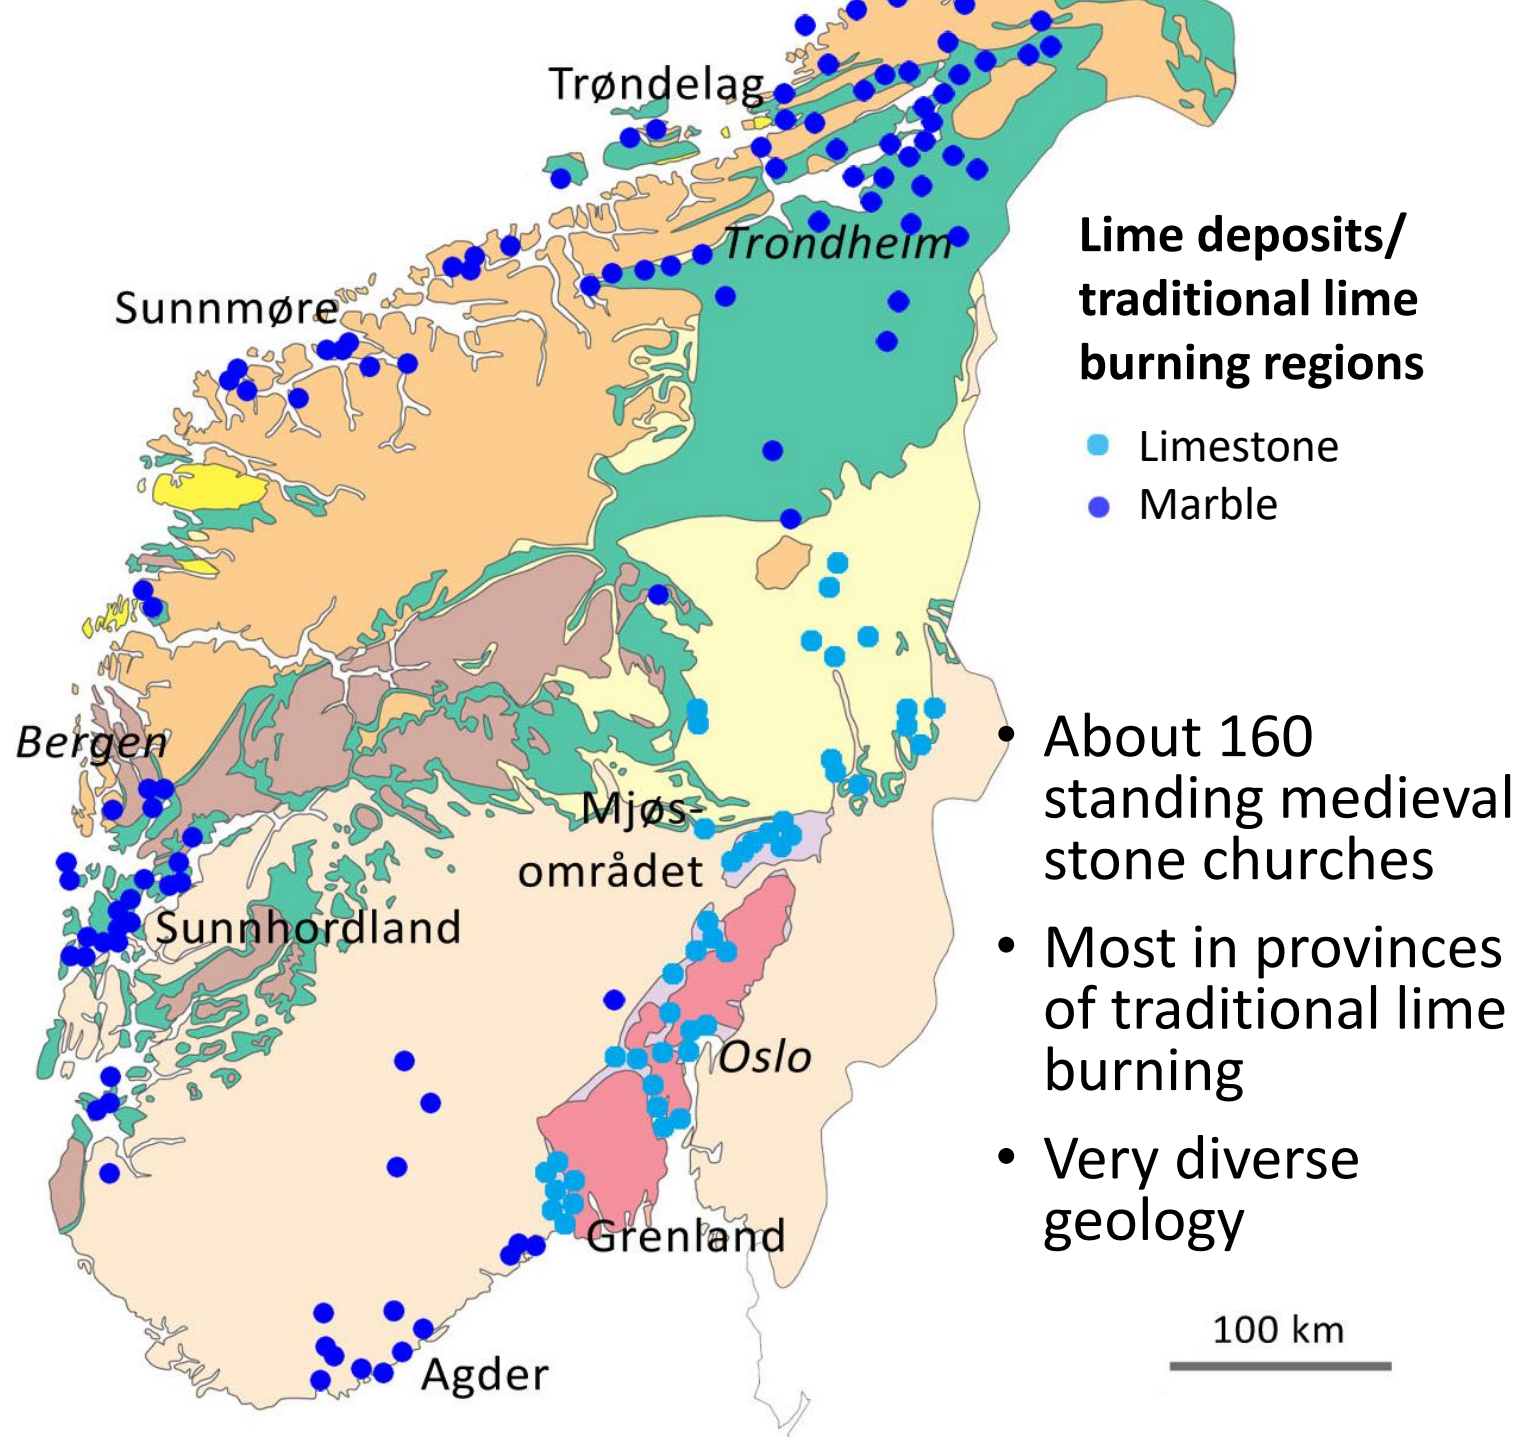 Trøndelag
Trondheim
Sunnmøre
Bergen
Mjøs-
området
Sunnhordland
Oslo
Grenland
Agder
Lime deposits/
traditional lime
burning regions
Limestone
Marble
• About 160
standing medieval
stone churches
• Most in provinces
of traditional lime
burning
• Very diverse
geology
100 km